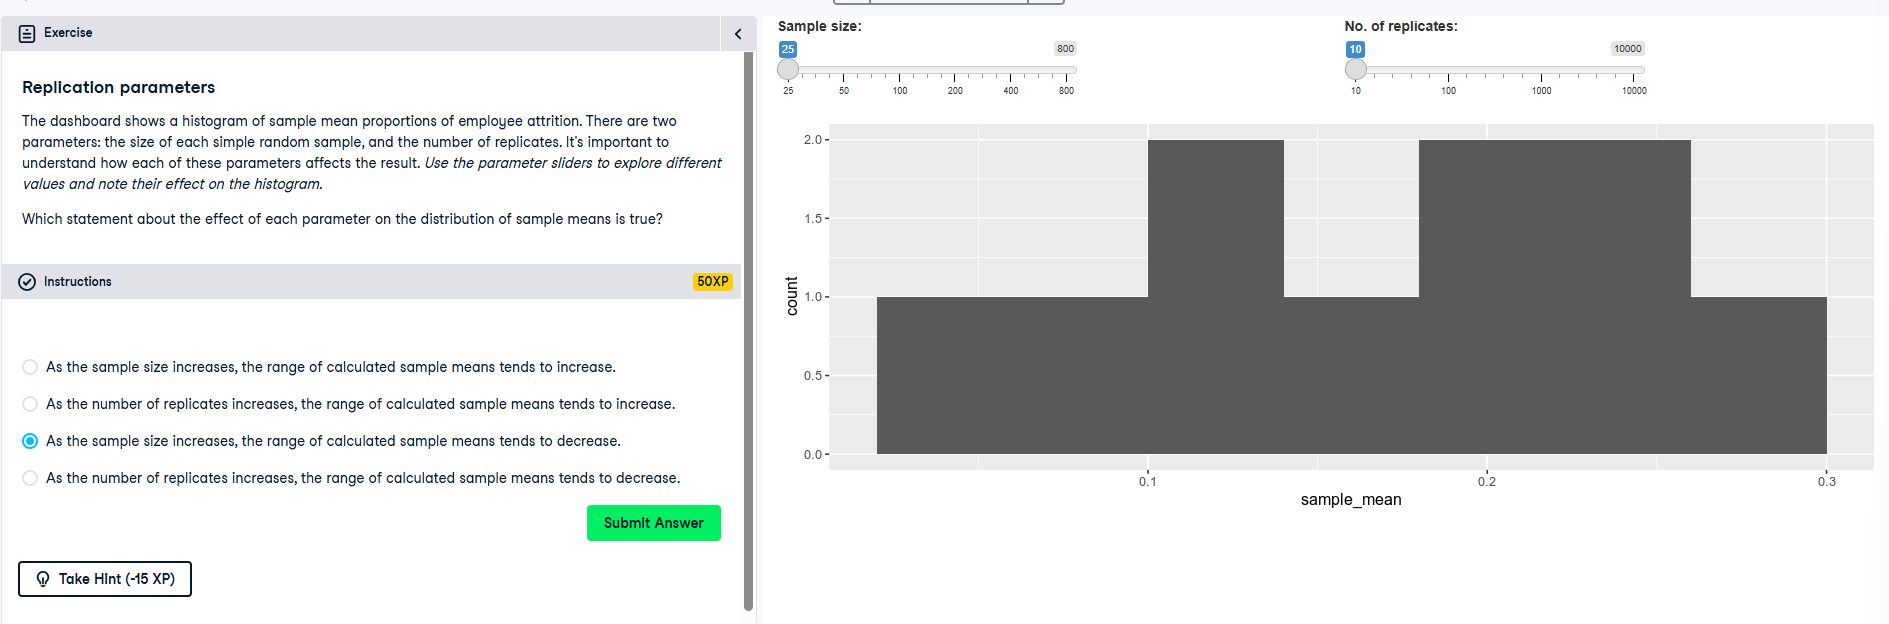 Exercise
Replication parameters
The dashboard shows a histogram of sample mean proportions of employee attrition. There are two
parameters: the size of each simple random sample, and the number of replicates. It's important to
understand how each of these parameters affects the result. Use the parameter sliders to explore different
values and note their effect on the histogram.
Which statement about the effect of each parameter on the distribution of sample means is true?
Instructions
50XP
As the sample size increases, the range of calculated sample means tends to increase.
As the number of replicates increases, the range of calculated sample means tends to increase.
As the sample size increases, the range of calculated sample means tends to decrease.
As the number of replicates increases, the range of calculated sample means tends to decrease.
Submit Answer
Take Hint (-15 XP)
Sample size:
25 800
25 50 100 200 400 800
No. of replicates:
10 10000
10 100 1000 10000
count
2.0
1.5
1.0
0.5
0.0
0.1 0.2 0.3
sample_mean